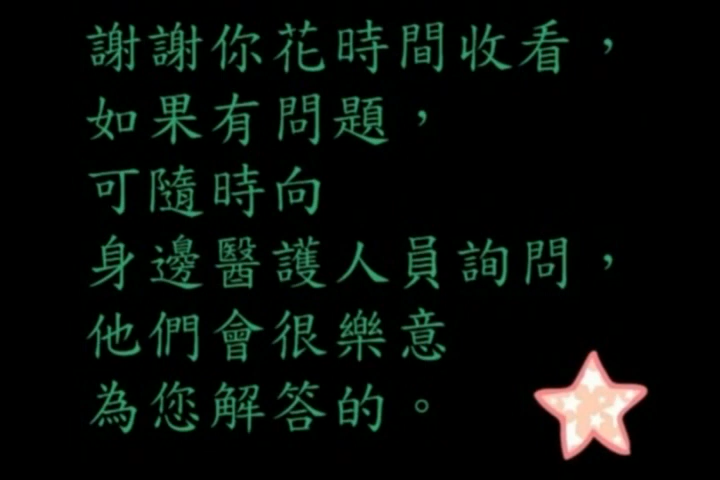 謝謝你花時間收看，
如果有問題，
可隨時向
身邊醫護人員詢問，
他們會很樂意
為您解答的。